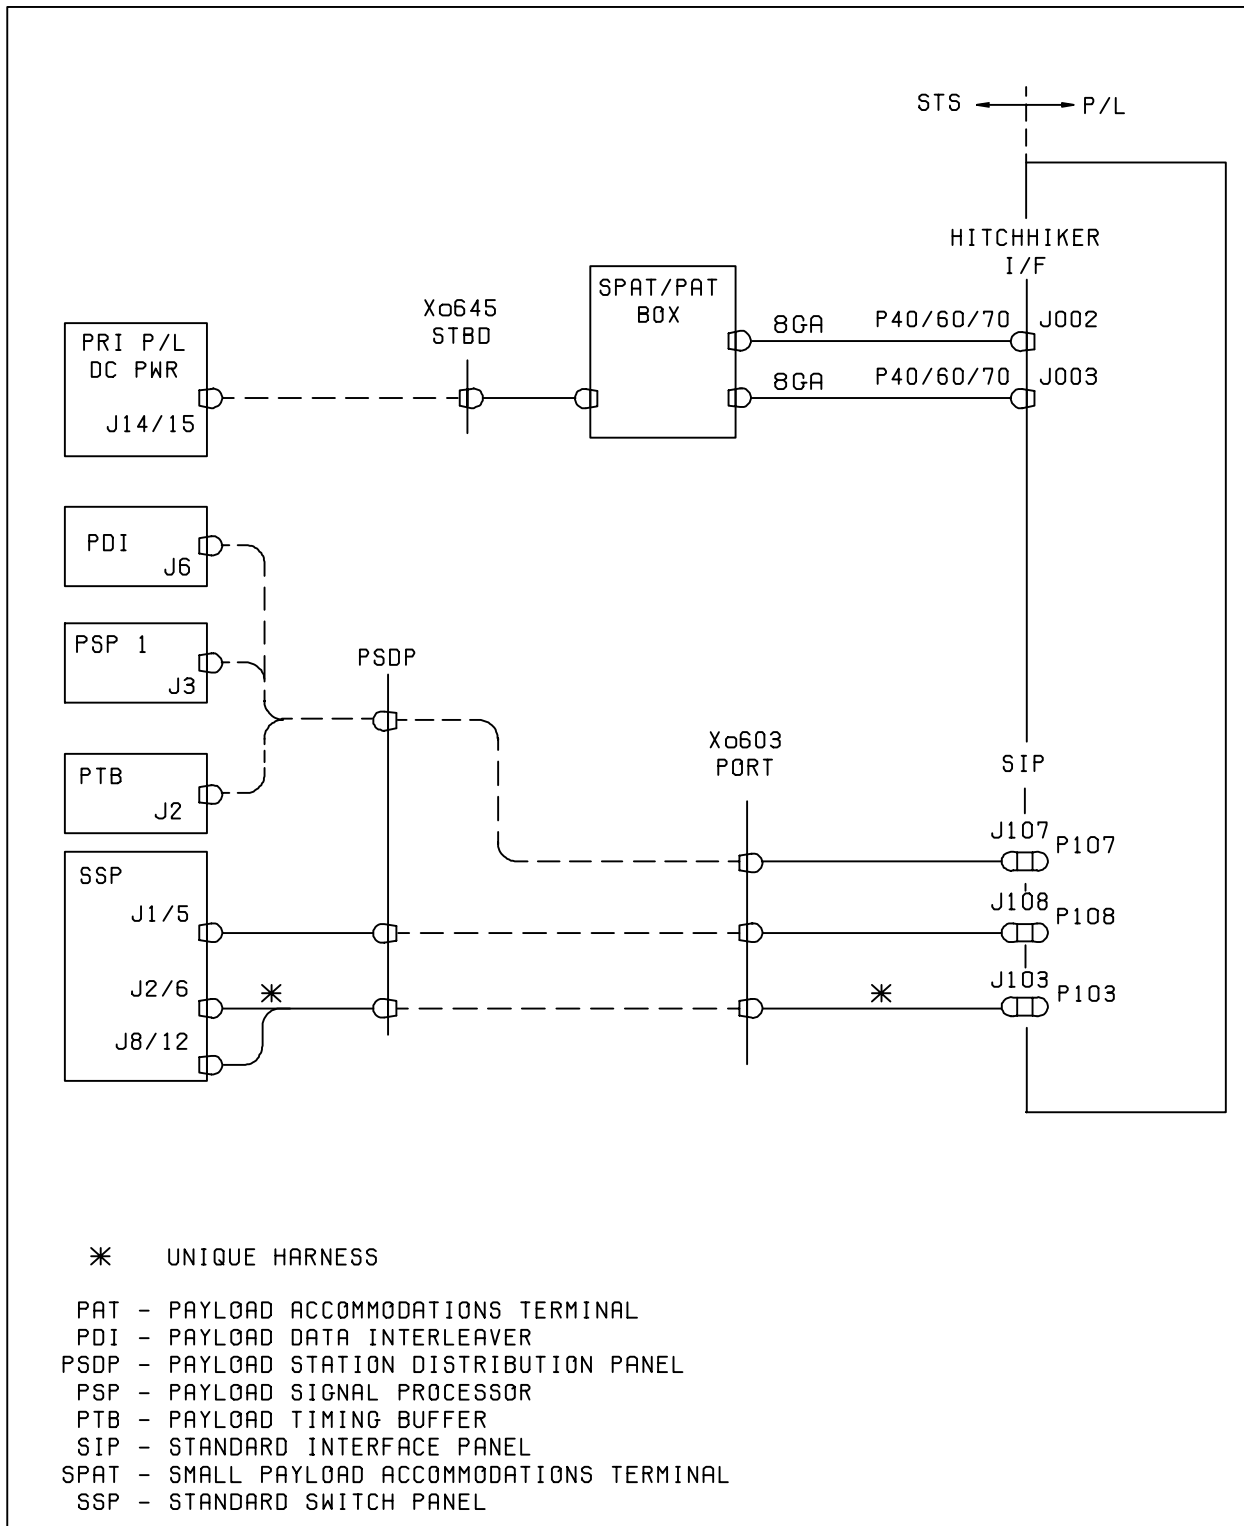 STS P/L
HITCHHIKER
I/F
SPAT/PAT
BOX
Xo645
STBD
8GA P40/60/70 J002
PRI P/L
DC PWR
8GA P40/60/70 J003
J14/15
PDI
J6
PSP 1
J3
PSDP
Xo603
PORT
SIP
PTB
J2
J107 P107
SSP
J1/5
J108 P108
J2/6 *
J103 P103
*
J8/12
* UNIQUE HARNESS
PAT - PAYLOAD ACCOMMODATIONS TERMINAL
PDI - PAYLOAD DATA INTERLEAVER
PSDP - PAYLOAD STATION DISTRIBUTION PANEL
PSP - PAYLOAD SIGNAL PROCESSOR
PTB - PAYLOAD TIMING BUFFER
SIP - STANDARD INTERFACE PANEL
SPAT - SMALL PAYLOAD ACCOMMODATIONS TERMINAL
SSP - STANDARD SWITCH PANEL